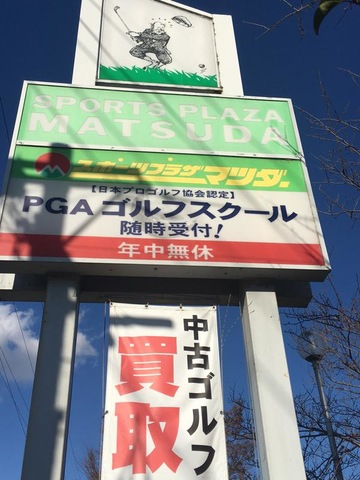 SPORTS PLAZA
MATSUDA
スポーツプラザマツダ
【日本プロゴルフ協会認定】
PGAゴルフスクール
随時受付!
年中無休
中古ゴルフ
買取